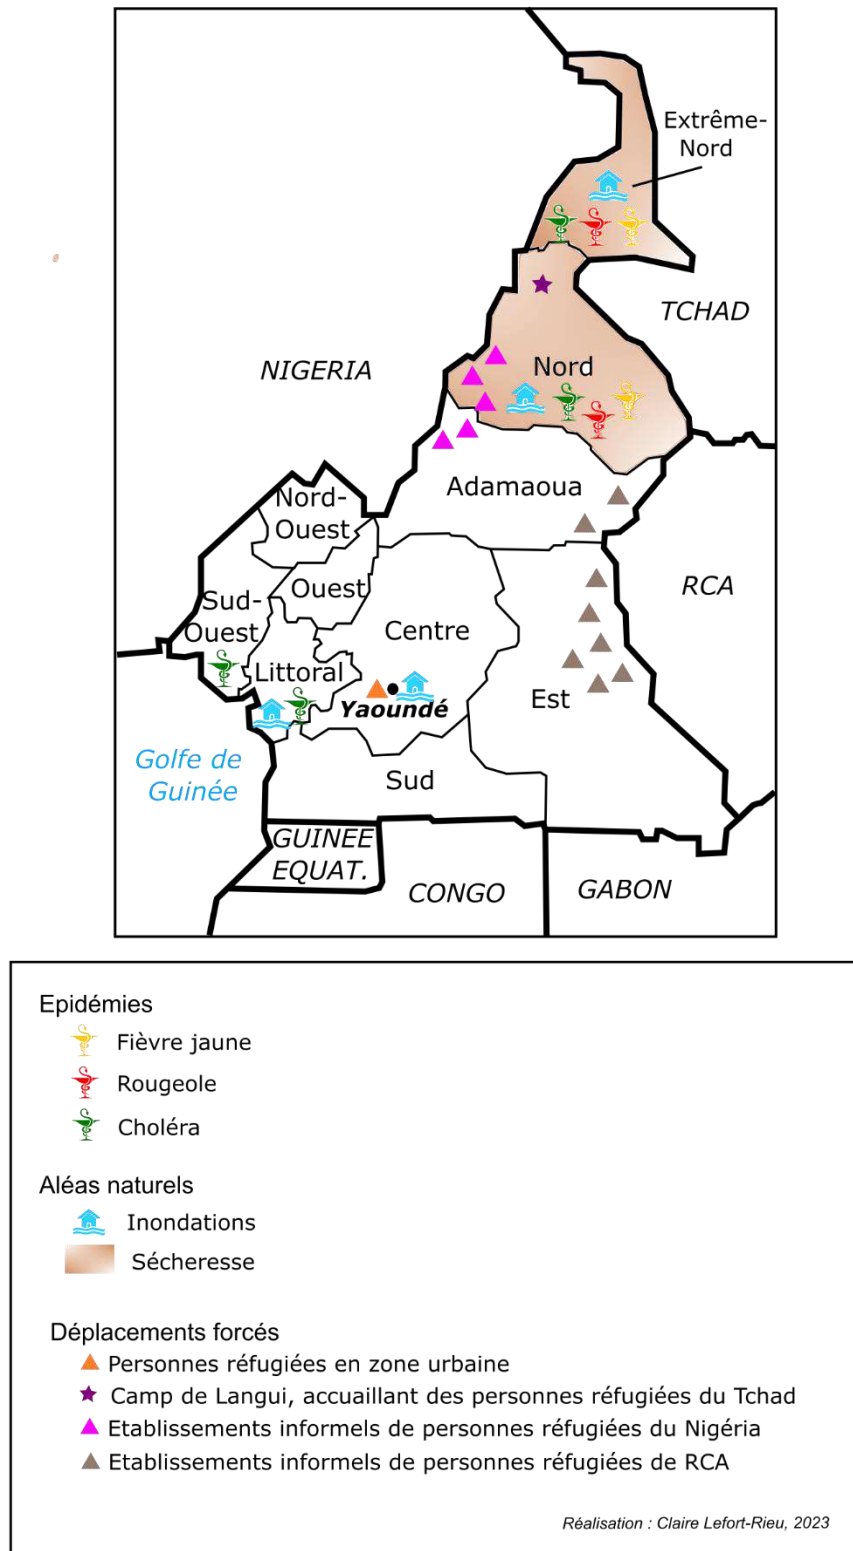 Extrême-
Nord
TCHAD
NIGERIA
Nord
Adamaoua
Nord-
Ouest
RCA
Ouest
Sud-
Ouest
Centre
Littoral
Est
Yaoundé
Golfe de
Guinée
Sud
GUINEE
EQUAT.
CONGO
GABON
Epidémies
Fièvre jaune
Rougeole
Choléra
Aléas naturels
Inondations
Sécheresse
Déplacements forcés
Personnes réfugiées en zone urbaine
Camp de Langui, accuaillant des personnes réfugiées du Tchad
Etablissements informels de personnes réfugiées du Nigéria
Etablissements informels de personnes réfugiées de RCA
Réalisation : Claire Lefort-Rieu, 2023